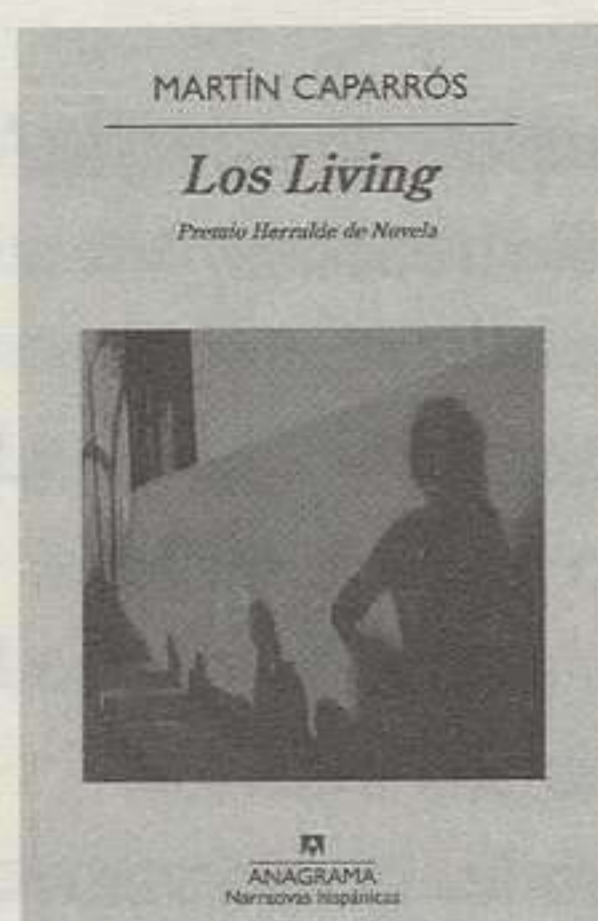 MARTÍN CAPARRÓS
Los Living
Premio Herralde de Novela
ANAGRAMA
Narrativas hispánicas